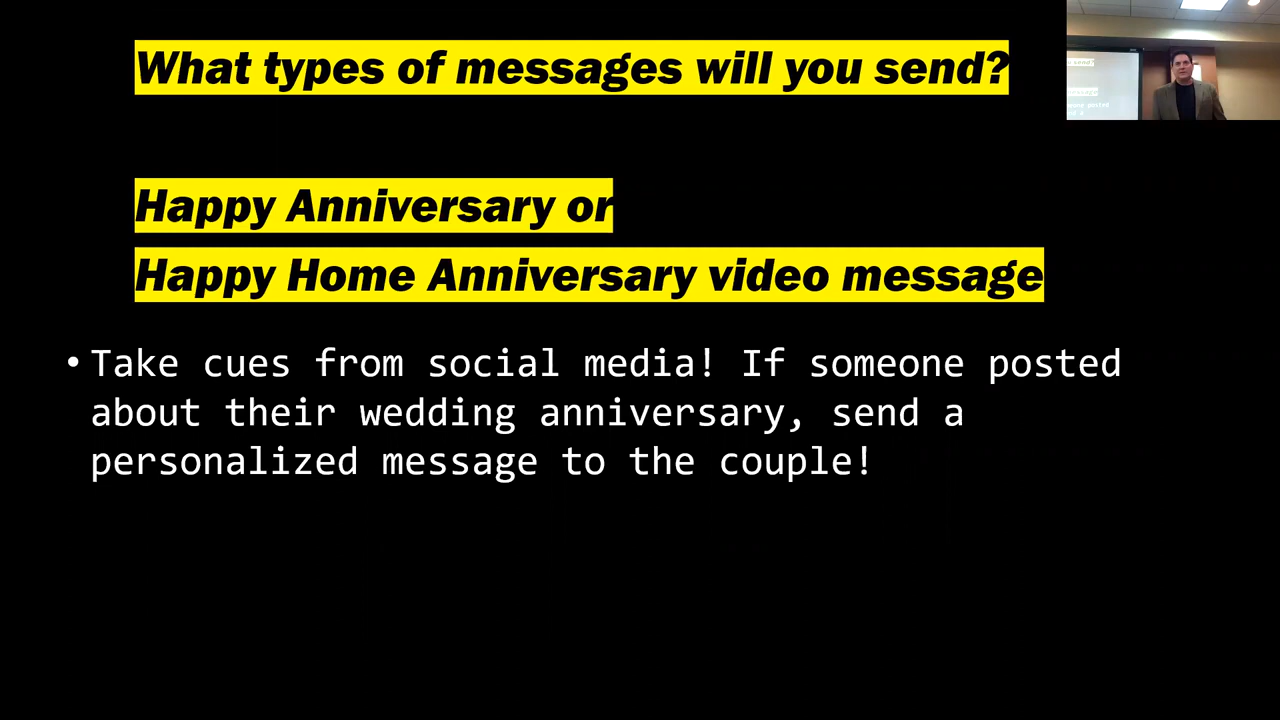 What types of messages will you send?
Happy Anniversary or
Happy Home Anniversary video message
• Take cues from social media! If someone posted
about their wedding anniversary, send a
personalized message to the couple!